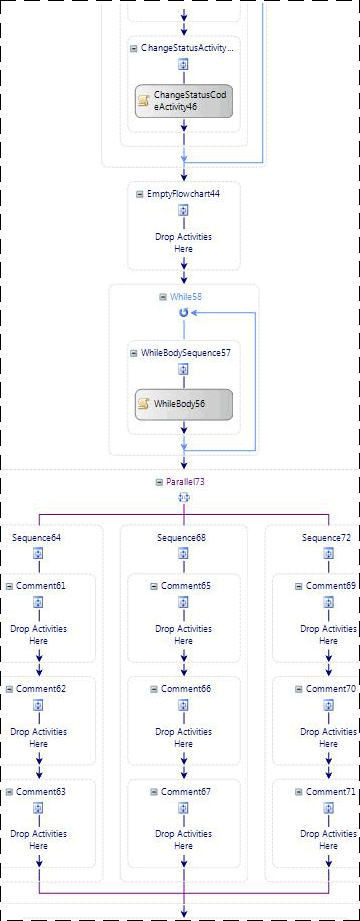 ChangeStatusActivity...
ChangeStatusCod
eActivity46
EmptyFlowchart44
Drop Activities
Here
While58
WhileBodySequence57
WhileBody56
Parallel73
Sequence64
Sequence68
Sequence72
Comment61
Comment65
Comment69
Drop Activities
Here
Drop Activities
Here
Drop Activities
Here
Comment62
Comment66
Comment70
Drop Activities
Here
Drop Activities
Here
Drop Activities
Here
Comment63
Comment67
Comment71
Drop Activities
Here
Drop Activities
Here
Drop Activities
Here